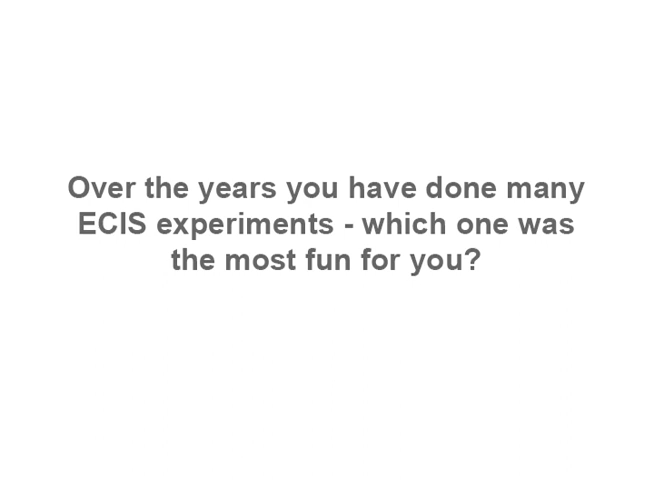 Over the years you have done many
ECIS experiments - which one was
the most fun for you?